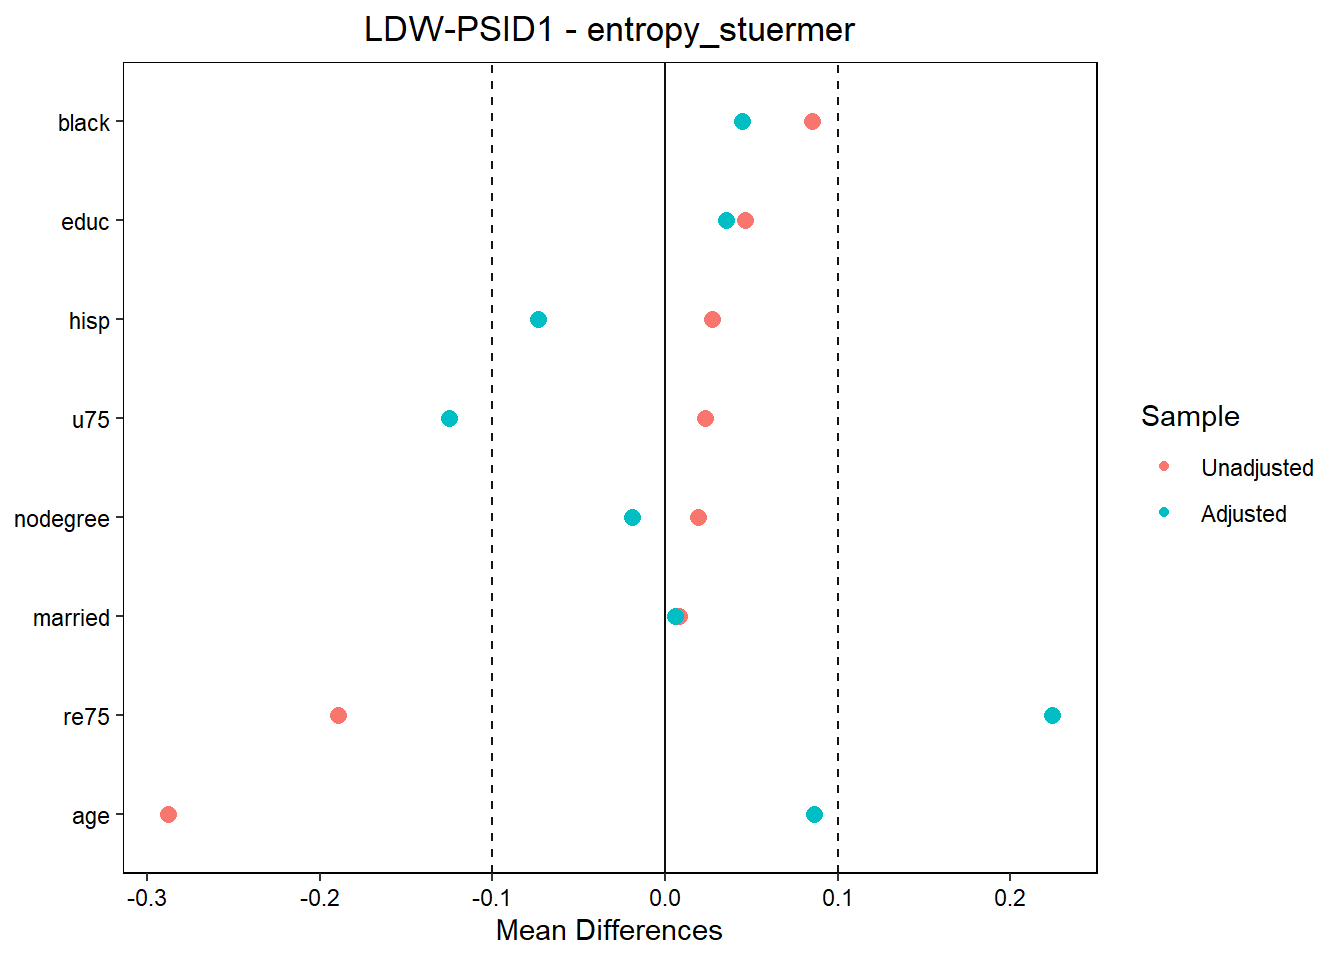 LDW-PSID1 - entropy_stuermer
black
educ
hisp
u75
nodegree
married
re75
age
-0.3 -0.2 -0.1 0.0 0.1 0.2
Mean Differences
Sample
Unadjusted
Adjusted